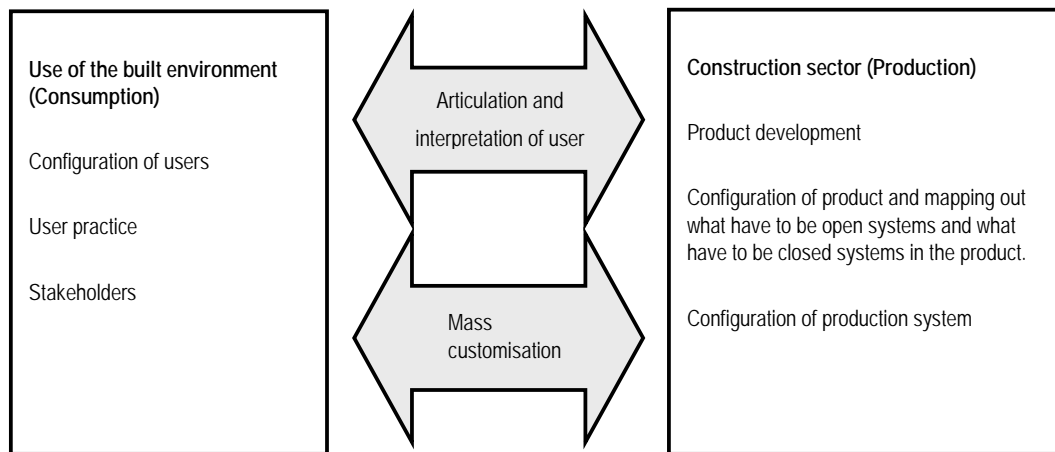 Use of the built environment
(Consumption)
Configuration of users
User practice
Stakeholders
Articulation and
interpretation of user
Mass
customisation
Construction sector (Production)
Product development
Configuration of product and mapping out
what have to be open systems and what
have to be closed systems in the product.
Configuration of production system